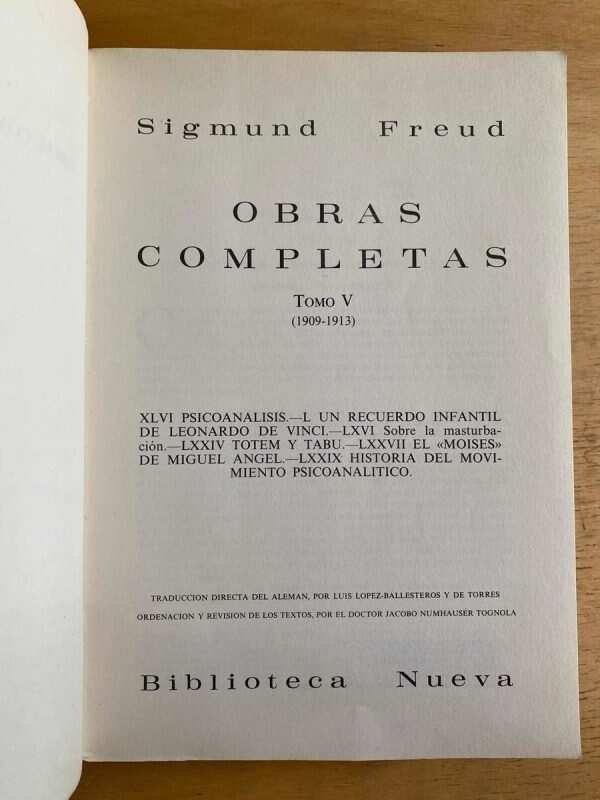 Sigmund Freud
OBRAS
COMPLETAS
TOMO V
(1909-1913)
XLVI PSICOANALISIS.—L UN RECUERDO INFANTIL
DE LEONARDO DE VINCI.—LXVI Sobre la masturba-
ción.—LXXIV TOTEM Y TABU.—LXXVII EL «MOISES»
DE MIGUEL ANGEL.—LXXIX HISTORIA DEL MOVI-
MIENTO PSICOANALITICO.
TRADUCCION DIRECTA DEL ALEMAN, POR LUIS LOPEZ-BALLESTEROS Y DE TORRES
ORDENACION Y REVISION DE LOS TEXTOS, POR EL DOCTOR JACOBO NUMHAUSER TOGNOLA
Biblioteca Nueva